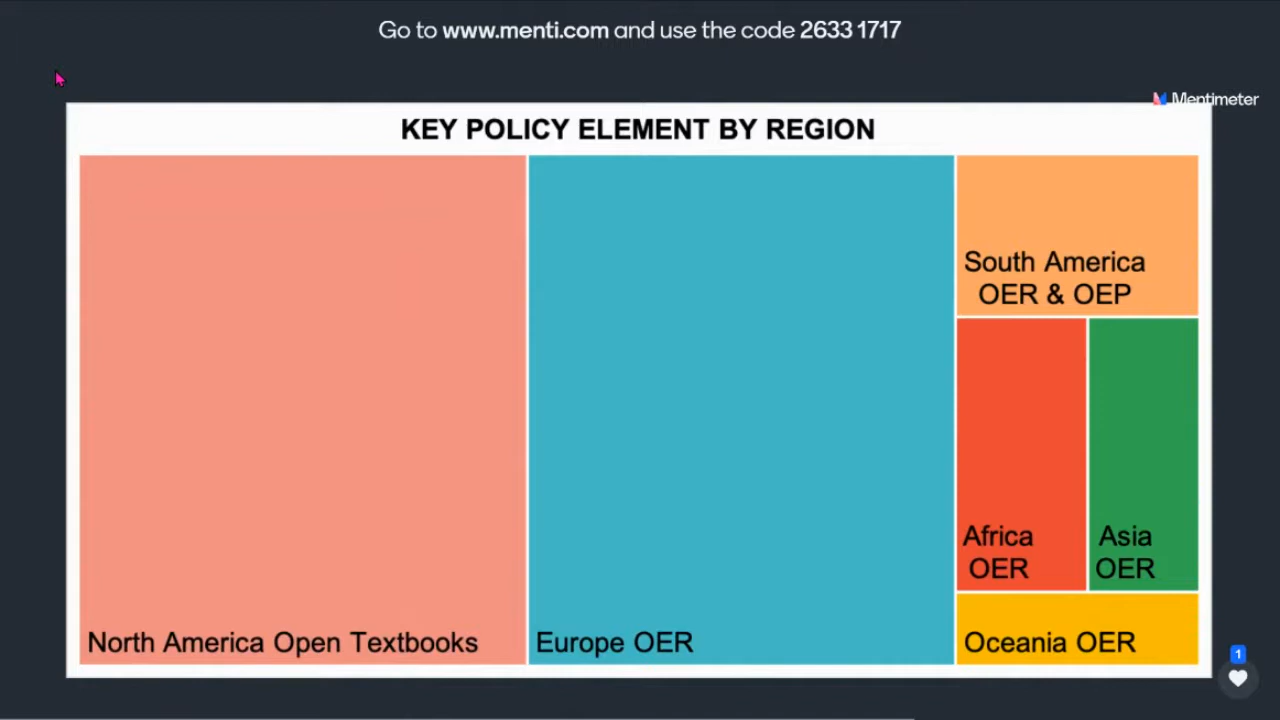 Go to www.menti.com and use the code 2633 1717
Mentimeter
KEY POLICY ELEMENT BY REGION
North America Open Textbooks
Europe OER
South America
OER & OEP
Africa
OER
Asia
OER
Oceania OER
1